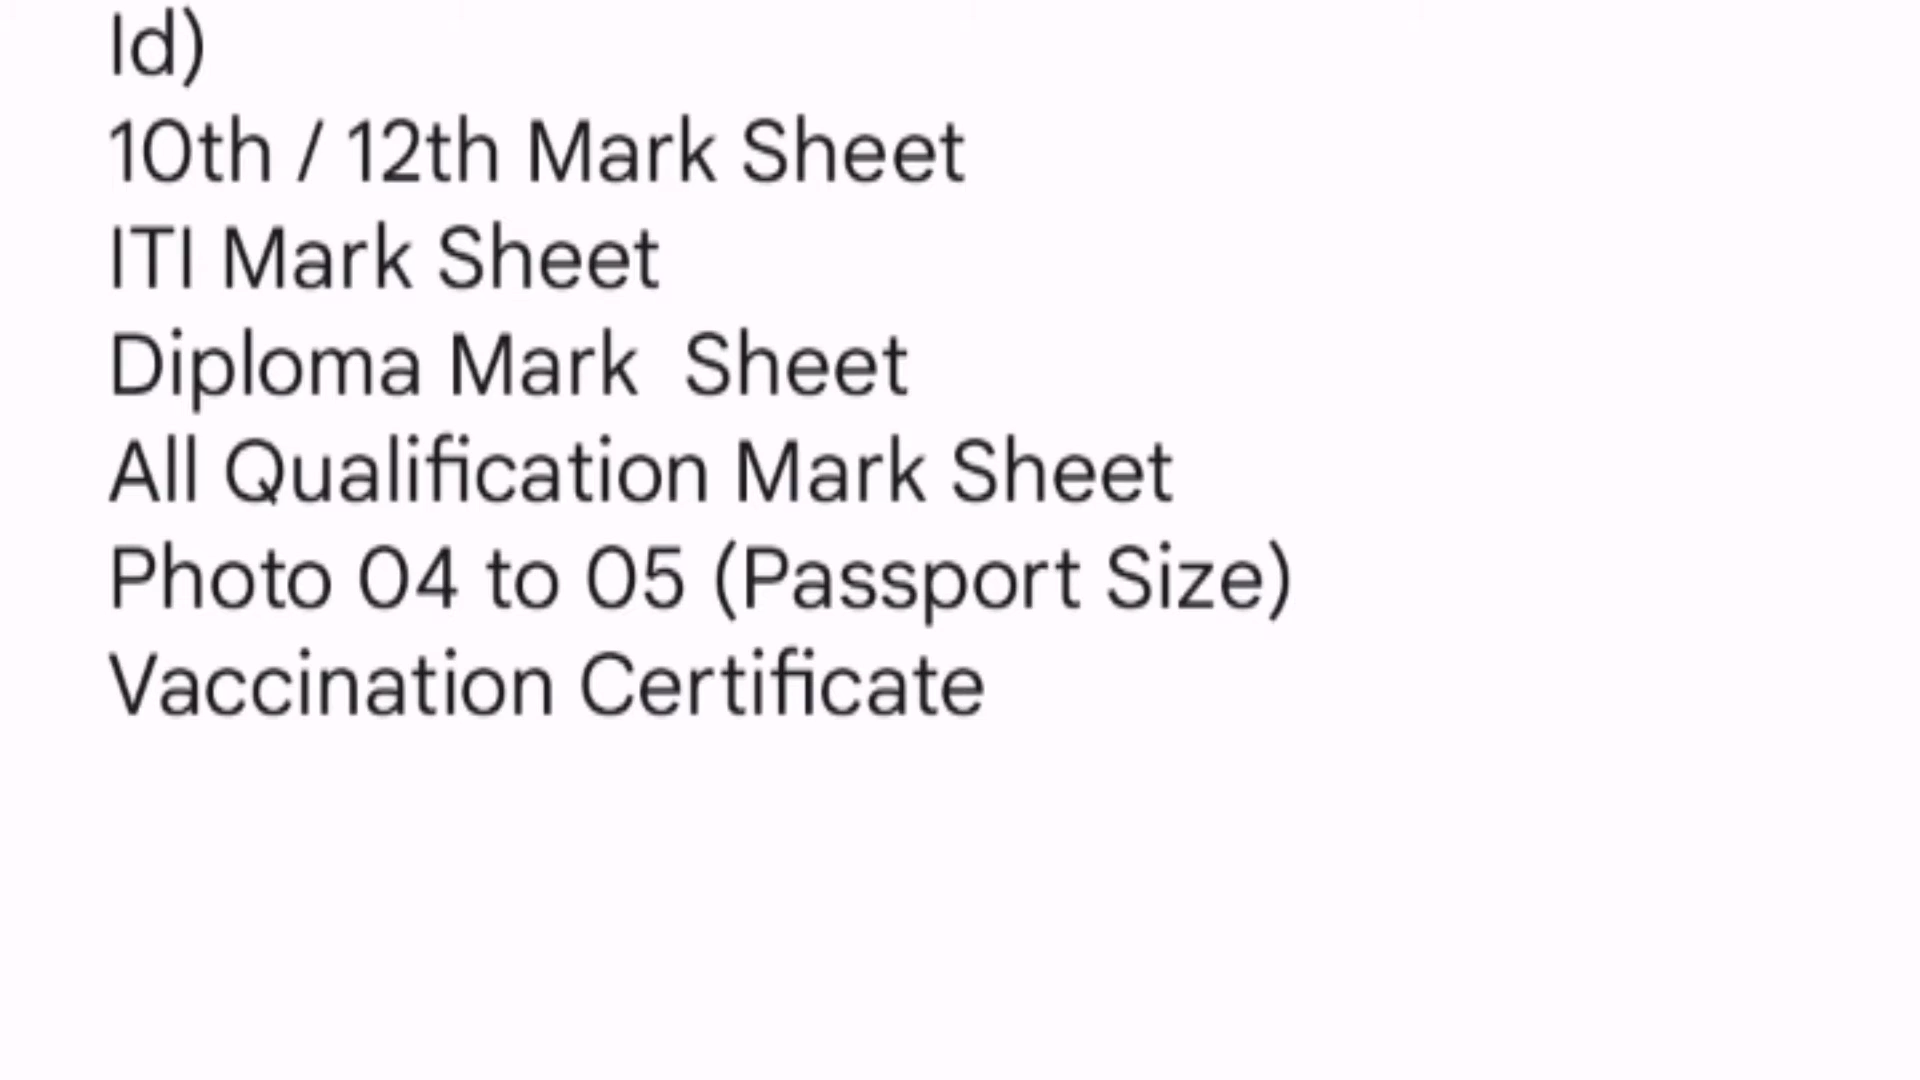 Id)
10th / 12th Mark Sheet
ITI Mark Sheet
Diploma Mark  Sheet
All Qualification Mark Sheet
Photo 04 to 05 (Passport Size)
Vaccination Certificate